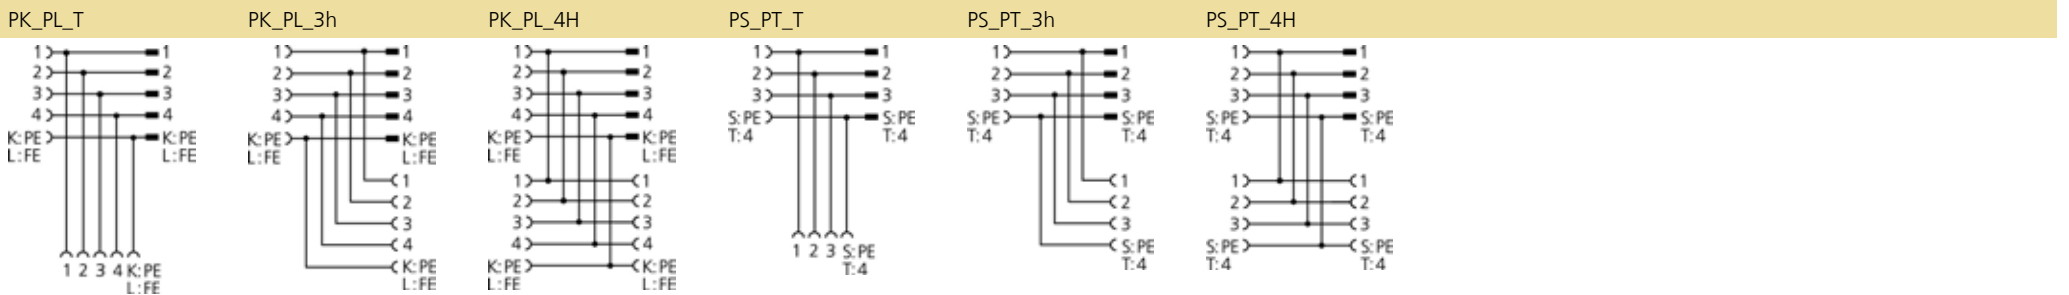 PK_PL_T PK_PL_3h PK_PL_4H PS_PT_T PS_PT_3h PS_PT_4H
1 1 1 1 1 1 1 1 1 1 1 1
2 2 2 2 2 2 2 2 2 2 2 2
3 3 3 3 3 3 3 3 3 3 3 3
4 4 4 4 4 4 S:PE S:PE S:PE S:PE S:PE S:PE
K:PE K:PE K:PE K:PE K:PE K:PE T:4 T:4 T:4 T:4 T:4 T:4
L:FE L:FE L:FE L:FE L:FE L:FE
1 1 1 1 1 1
2 2 2 2 2 2
3 3 3 3 3 3
4 4 4 1 2 3 S:PE S:PE S:PE S:PE
1 2 3 4 K:PE K:PE K:PE K:PE T:4 T:4 T:4 T:4
L:FE L:FE L:FE L:FE